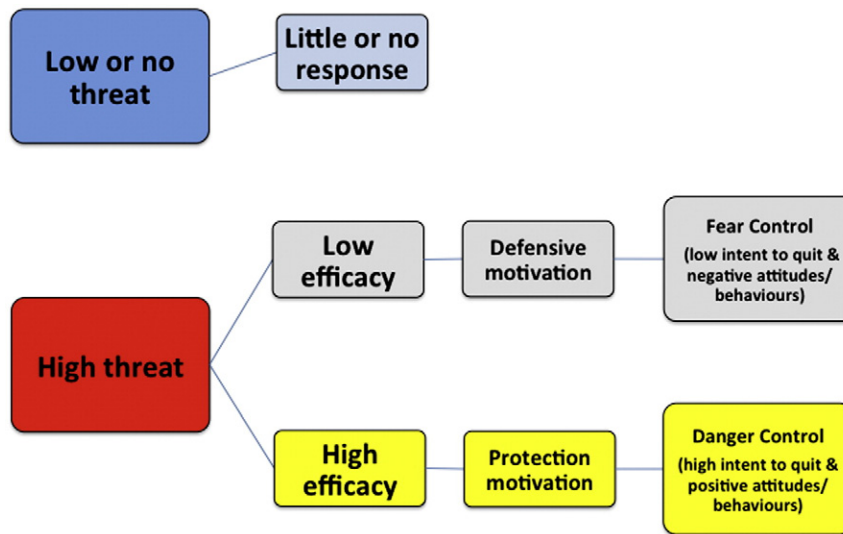 Low or no
threat
Little or no
response
High threat
Low
efficacy
Defensive
motivation
Fear Control
(low intent to quit &
negative attitudes/
behaviours)
High
efficacy
Protection
motivation
Danger Control
(high intent to quit &
positive attitudes/
behaviours)